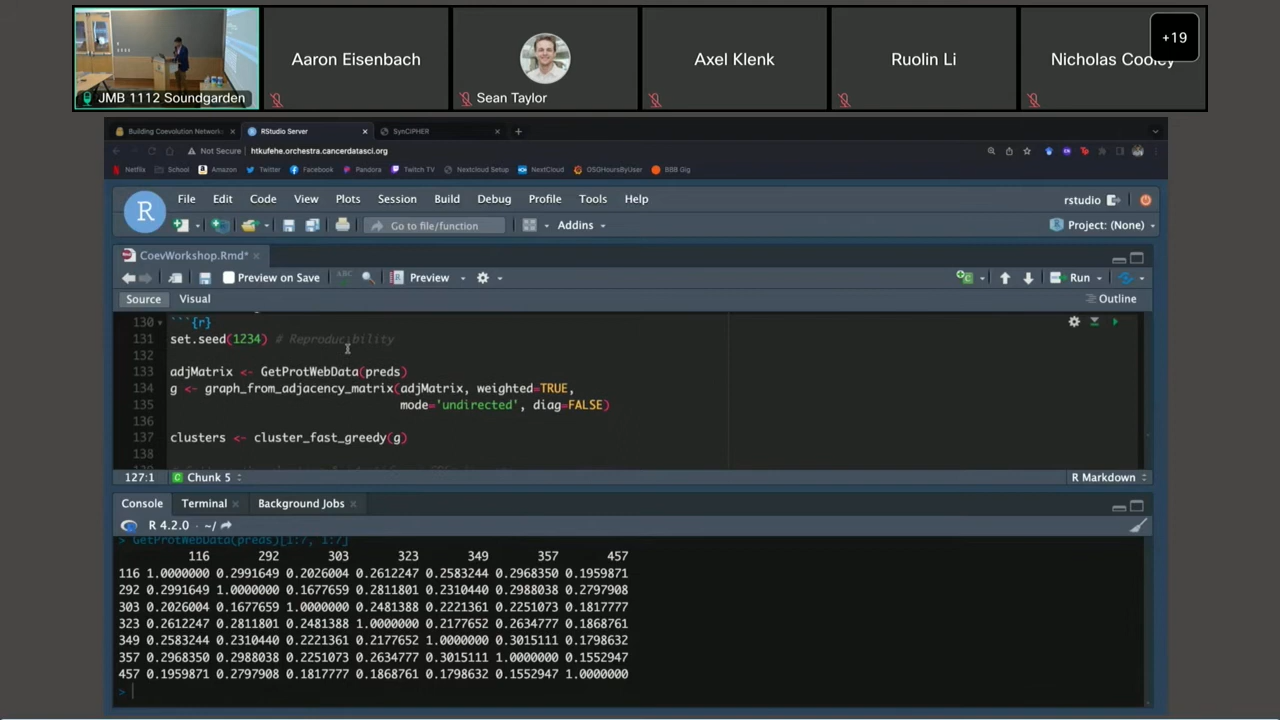 +19
Aaron Eisenbach
Axel Klenk
Ruolin Li
Nicholas Cooley
JMB 1112 Soundgarden
Sean Taylor
Building Coevolution Network
RStudio Server
SynCIPHER
Not Secure
htkufehe.orchestra.cancerdatasci.org
Netflix
School
Amazon
Twitter
Facebook
Pandora
Twitch TV
Nextcloud Setup
NextCloud
OSGHoursByUser
BBB Gig
R
File Edit Code View Plots Session Build Debug Profile Tools Help
rstudio
Go to file/function
Addins
Project: (None)
CoevWorkshop.Rmd*
Preview on Save
ABC
Preview
Run
Source
Visual
Outline
130 ```{r}
131 set.seed(1234) # Reproducibility
132
133 adjMatrix <- GetProtWebData(preds)
134 g <- graph_from_adjacency_matrix(adjMatrix, weighted=TRUE,
135 mode='undirected', diag=FALSE)
136
137 clusters <- cluster_fast_greedy(g)
138
127:1
Chunk 5
R Markdown
Console
Terminal
Background Jobs
R 4.2.0 · ~/
> GetProtWebData(preds)[1:7, 1:7]
116 292 303 323 349 357 457
116 1.0000000 0.2991649 0.2026004 0.2612247 0.2583244 0.2968350 0.1959871
292 0.2991649 1.0000000 0.1677659 0.2811801 0.2310440 0.2988038 0.2797908
303 0.2026004 0.1677659 1.0000000 0.2481388 0.2221361 0.2251073 0.1817777
323 0.2612247 0.2811801 0.2481388 1.0000000 0.2177652 0.2634777 0.1868761
349 0.2583244 0.2310440 0.2221361 0.2177652 1.0000000 0.3015111 0.1798632
357 0.2968350 0.2988038 0.2251073 0.2634777 0.3015111 1.0000000 0.1552947
457 0.1959871 0.2797908 0.1817777 0.1868761 0.1798632 0.1552947 1.0000000
>